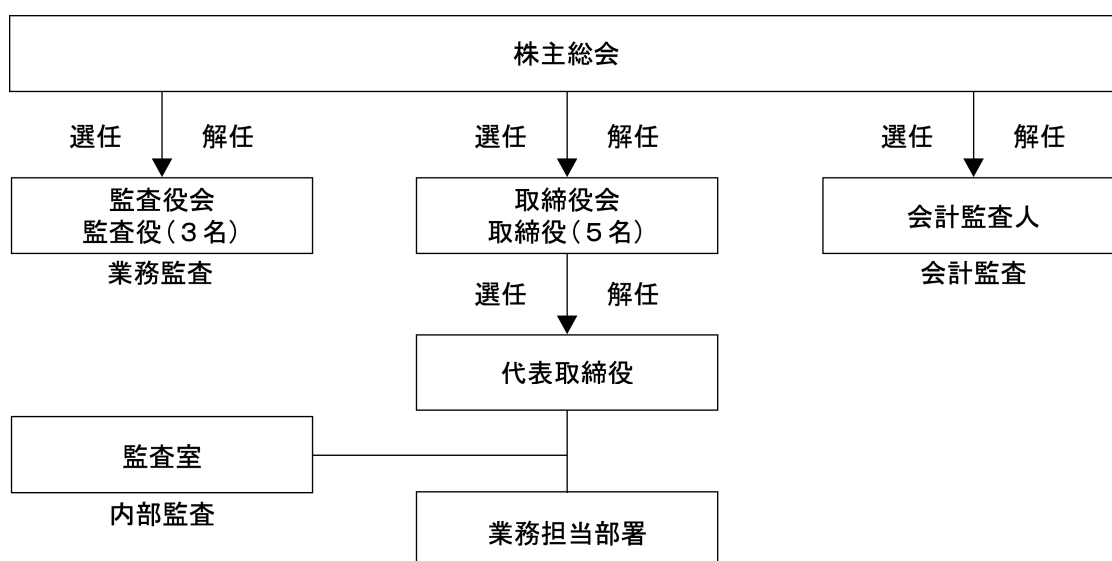 株主総会
選任 解任
選任 解任
選任 解任
監査役会
監査役(3名)
業務監査
取締役会
取締役(5名)
会計監査人
会計監査
選任 解任
代表取締役
監査室
内部監査
業務担当部署